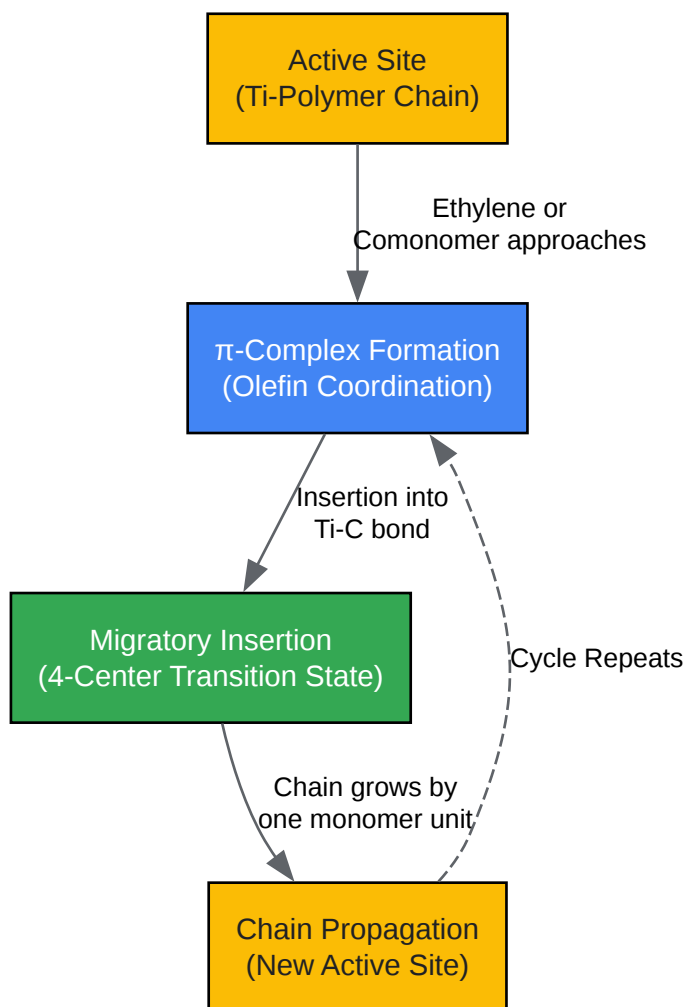 Active Site
(Ti-Polymer Chain)
Ethylene or
Comonomer approaches
π-Complex Formation
(Olefin Coordination)
Insertion into
Ti-C bond
Migratory Insertion
(4-Center Transition State)
Cycle Repeats
Chain grows by
one monomer unit
Chain Propagation
(New Active Site)